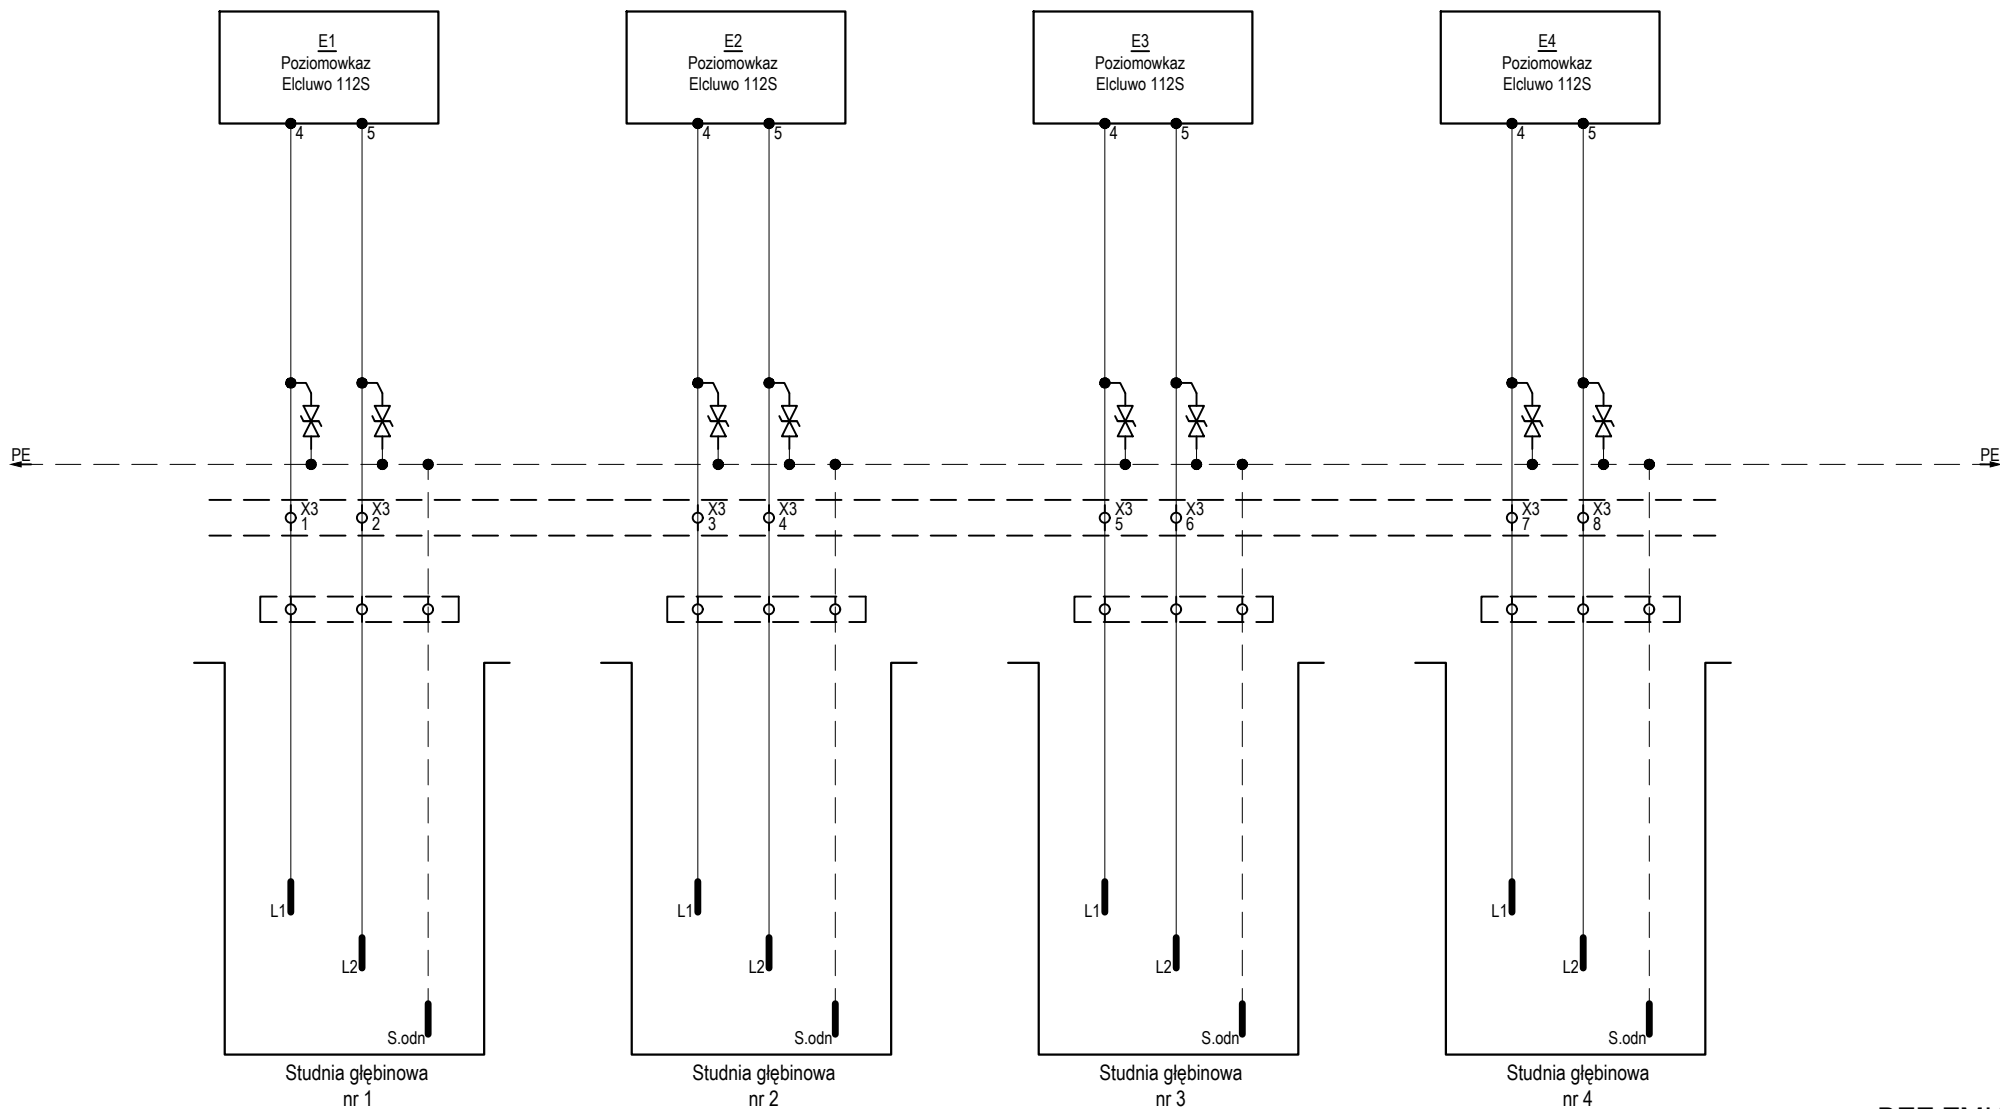 E1
Poziomowkaz
Elcluwo 112S
E2
Poziomowkaz
Elcluwo 112S
E3
Poziomowkaz
Elcluwo 112S
E4
Poziomowkaz
Elcluwo 112S
4 5 4 5 4 5 4 5
PE PE
X3 X3 X3 X3 X3 X3 X3 X3
1 2 3 4 5 6 7 8
L1 L1 L1 L1
L2 L2 L2 L2
S.odn S.odn S.odn S.odn
Studnia głębinowa
nr 1
Studnia głębinowa
nr 2
Studnia głębinowa
nr 3
Studnia głębinowa
nr 4